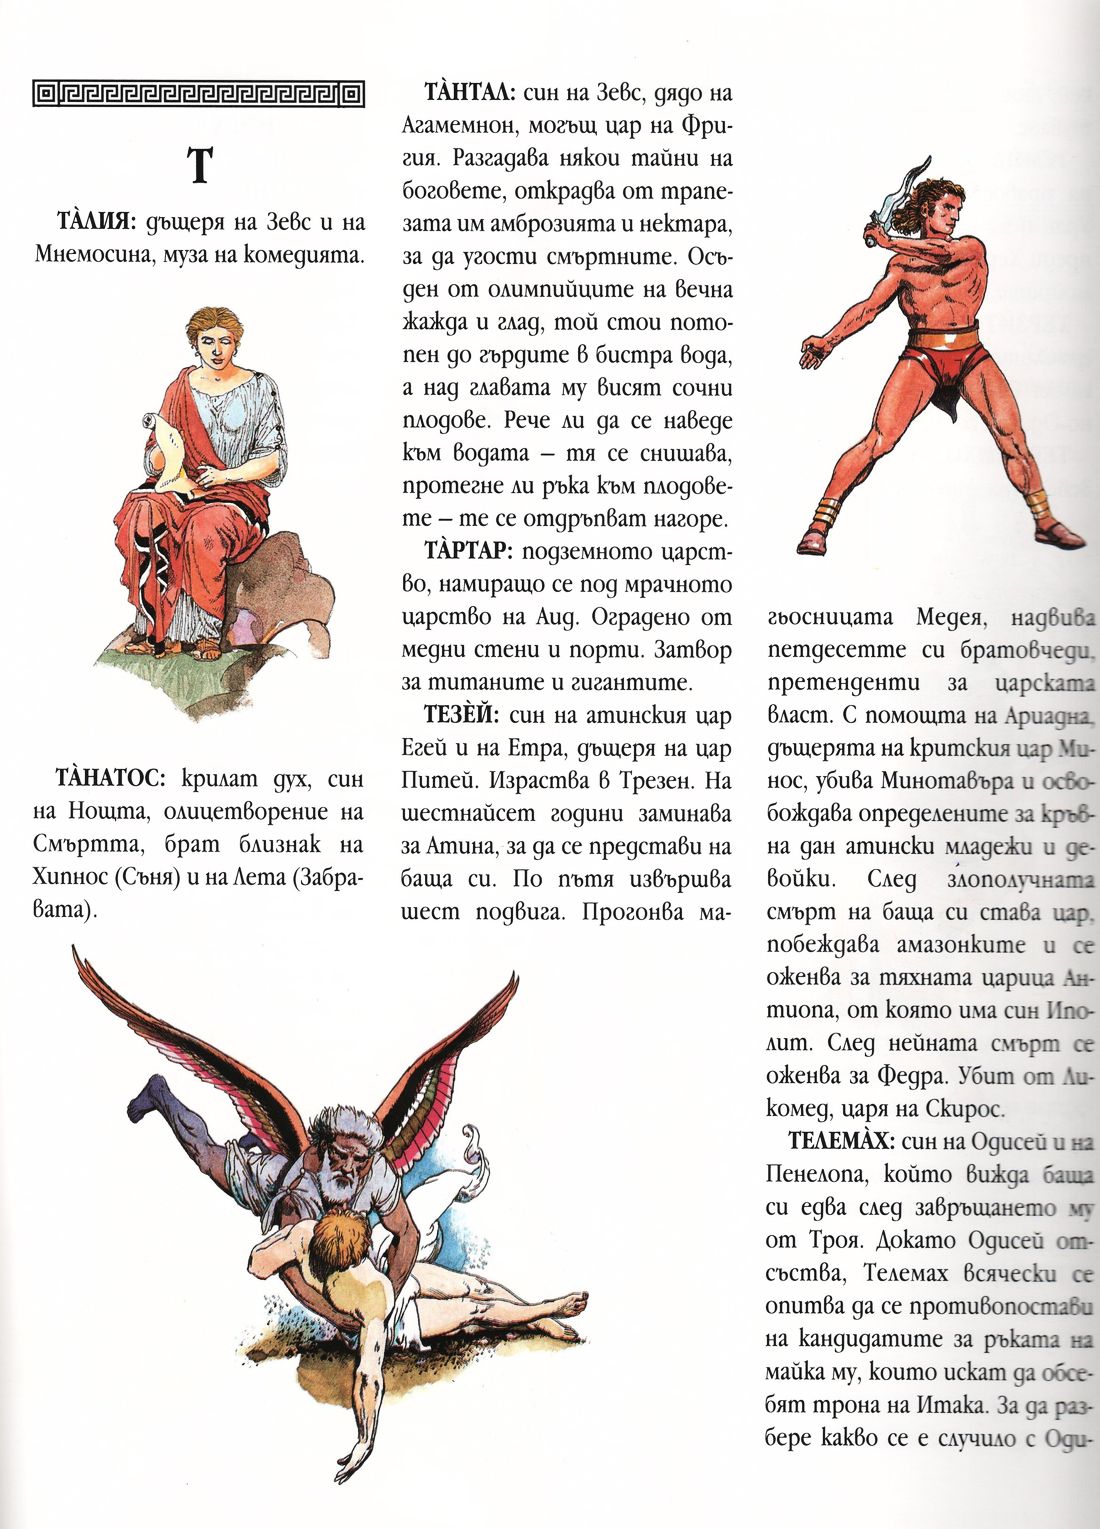 Т
ТА̀ЛИЯ: дъщеря на Зевс и на
Мнемосина, муза на комедията.
ТА̀НАТОС: крилат дух, син
на Нощта, олицетворение на
Смъртта, брат близнак на
Хипнос (Съня) и на Лета (Забра-
вата).
ТА̀НТАЛ: син на Зевс, дядо на
Агамемнон, могъщ цар на Фри-
гия. Разгадава някои тайни на
боговете, открадва от трапе-
зата им амброзията и нектара,
за да угости смъртните. Осъ-
ден от олимпийците на вечна
жажда и глад, той стои пото-
пен до гърдите в бистра вода,
а над главата му висят сочни
плодове. Рече ли да се наведе
към водата – тя се снишава,
протегне ли ръка към плодове-
те – те се отдръпват нагоре.
ТА̀РТАР: подземното царст-
во, намиращо се под мрачното
царство на Аид. Оградено от
медни стени и порти. Затвор
за титаните и гигантите.
ТЕЗЀЙ: син на атинския цар
Егей и на Етра, дъщеря на цар
Питей. Израства в Трезен. На
шестнайсет години заминава
за Атина, за да се представи на
баща си. По пътя извършва
шест подвига. Прогонва ма-
гьосницата Медея, надвива
петдесетте си братовчеди,
претенденти за царската
власт. С помощта на Ариадна,
дъщерята на критския цар Ми-
нос, убива Минотавъра и осво-
бождава определените за кръв-
на дан атински младежи и де-
войки. След злополучната
смърт на баща си става цар,
побеждава амазонките и се
оженва за тяхната царица Ан-
тиопа, от която има син Ипо-
лит. След нейната смърт се
оженва за Федра. Убит от Ли-
комед, царя на Скирос.
ТЕЛЕМА̀Х: син на Одисей и на
Пенелопа, който вижда баща
си едва след завръщането му
от Троя. Докато Одисей от-
съства, Телемах всячески се
опитва да се противопостави
на кандидатите за ръката на
майка му, които искат да обсе-
бят трона на Итака. За да раз-
бере какво се е случило с Оди-